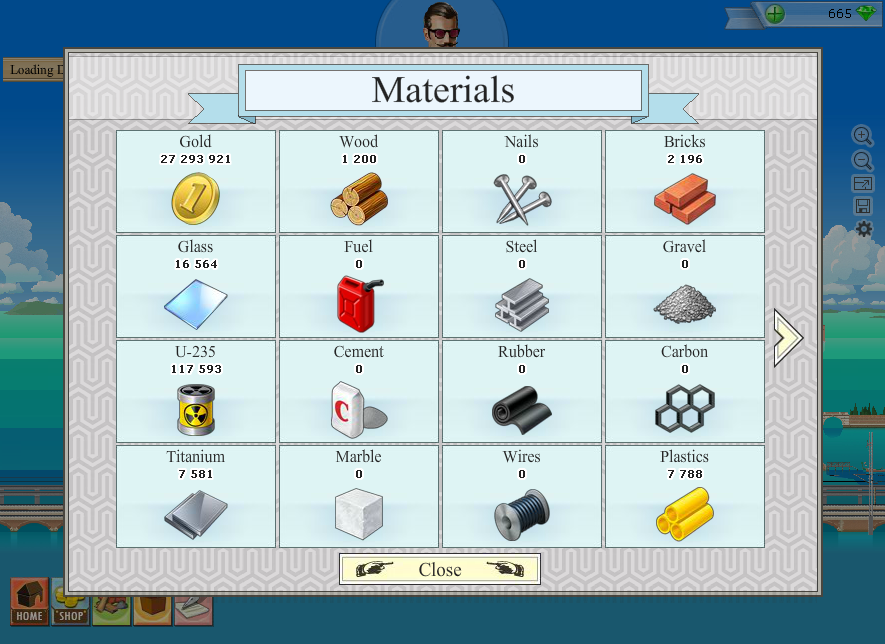 665
Loading D
Materials
Gold Wood Nails Bricks
27 293 921 1 200 0 2 196
1
Glass Fuel Steel Gravel
16 564 0 0 0
U-235 Cement Rubber Carbon
117 593 0 0 0
C
Titanium Marble Wires Plastics
7 581 0 0 7 788
Close
HOME SHOP